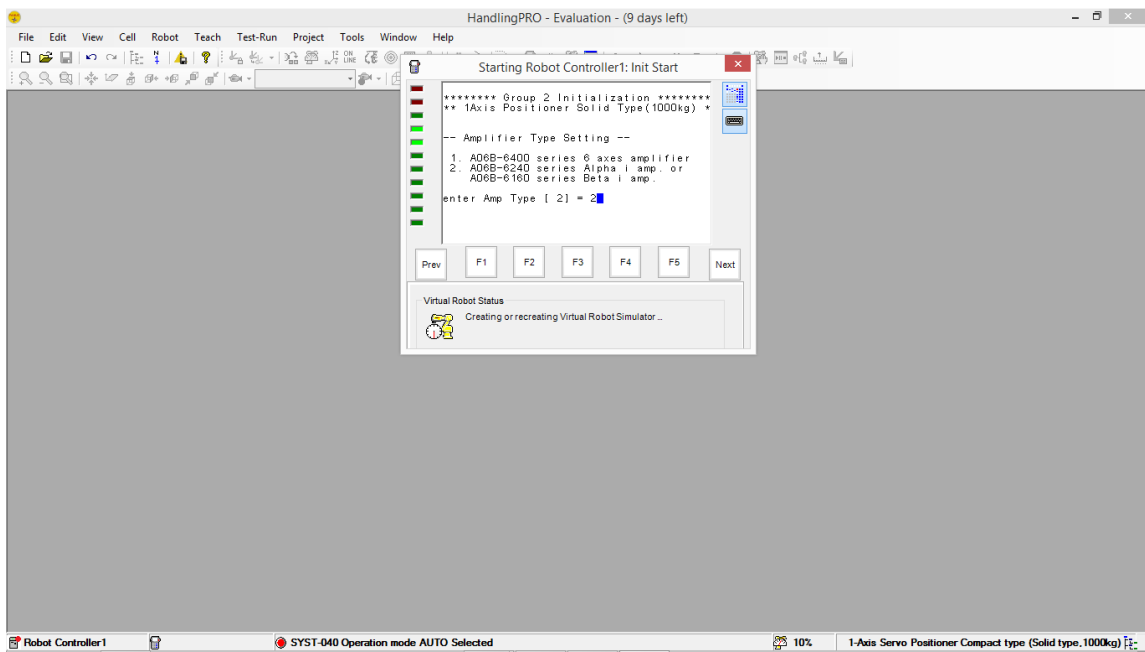 HandlingPRO - Evaluation - (9 days left)
File Edit View Cell Robot Teach Test-Run Project Tools Window Help
Starting Robot Controller1: Init Start
******** Group 2 Initialization ********
** 1Axis Positioner Solid Type(1000kg) *
-- Amplifier Type Setting --
1. A06B-6400 series 6 axes amplifier
2. A06B-6240 series Alpha i amp. or
A06B-6160 series Beta i amp.
enter Amp Type [ 2] = 2
Prev F1 F2 F3 F4 F5 Next
Virtual Robot Status
Creating or recreating Virtual Robot Simulator ...
Robot Controller1 SYST-040 Operation mode AUTO Selected 10% 1-Axis Servo Positioner Compact type (Solid type,1000kg)